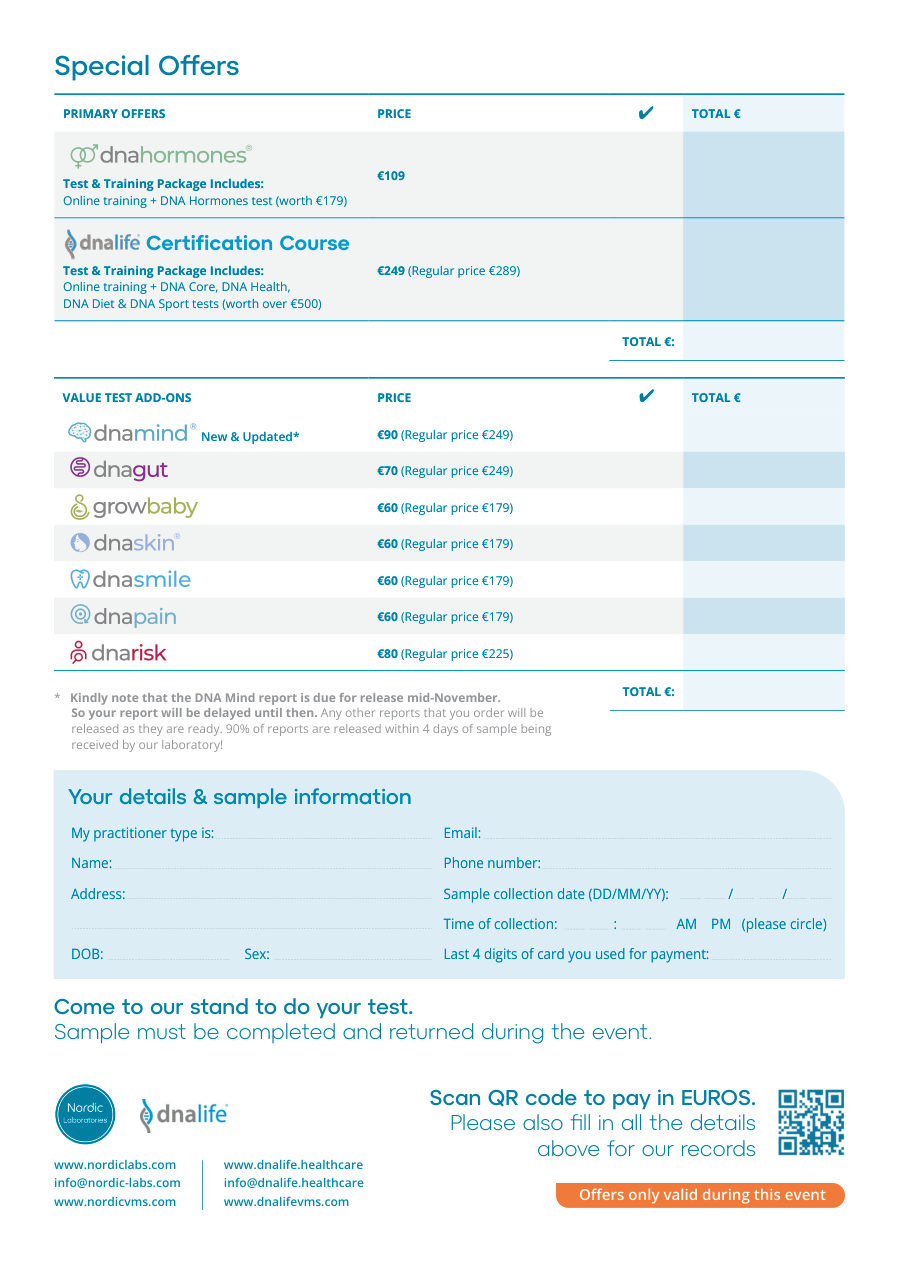 Special Offers
PRIMARY OFFERS PRICE ✔ TOTAL €
dnahormones®
Test & Training Package Includes:
Online training + DNA Hormones test (worth €179)
€109
dnalife® Certification Course
Test & Training Package Includes:
Online training + DNA Core, DNA Health,
DNA Diet & DNA Sport tests (worth over €500)
€249 (Regular price €289)
TOTAL €:
VALUE TEST ADD-ONS PRICE ✔ TOTAL €
dnamind® New & Updated* €90 (Regular price €249)
dnagut €70 (Regular price €249)
growbaby €60 (Regular price €179)
dnaskin® €60 (Regular price €179)
dnasmile €60 (Regular price €179)
dnapain €60 (Regular price €179)
dnarisk €80 (Regular price €225)
TOTAL €:
* Kindly note that the DNA Mind report is due for release mid-November.
So your report will be delayed until then. Any other reports that you order will be
released as they are ready. 90% of reports are released within 4 days of sample being
received by our laboratory!
Your details & sample information
My practitioner type is: Email:
Name: Phone number:
Address: Sample collection date (DD/MM/YY): / /
Time of collection: : AM PM (please circle)
DOB: Sex: Last 4 digits of card you used for payment:
Come to our stand to do your test.
Sample must be completed and returned during the event.
Nordic
Laboratories
dnalife®
www.nordiclabs.com
info@nordic-labs.com
www.nordicvms.com
www.dnalife.healthcare
info@dnalife.healthcare
www.dnalifevms.com
Scan QR code to pay in EUROS.
Please also fill in all the details
above for our records
Offers only valid during this event